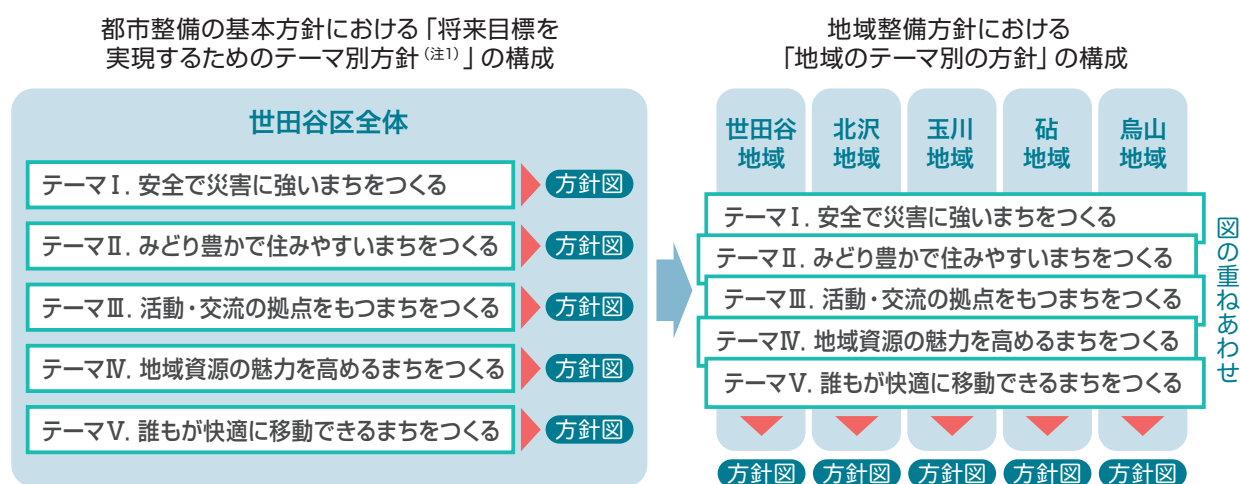 都市整備の基本方針における「将来目標を
実現するためのテーマ別方針(注1)」の構成
世田谷区全体
テーマⅠ. 安全で災害に強いまちをつくる
方針図
テーマⅡ. みどり豊かで住みやすいまちをつくる
方針図
テーマⅢ. 活動・交流の拠点をもつまちをつくる
方針図
テーマⅣ. 地域資源の魅力を高めるまちをつくる
方針図
テーマⅤ. 誰もが快適に移動できるまちをつくる
方針図
地域整備方針における
「地域のテーマ別の方針」の構成
世田谷
地域
北沢
地域
玉川
地域
砧
地域
烏山
地域
テーマⅠ. 安全で災害に強いまちをつくる
テーマⅡ. みどり豊かで住みやすいまちをつくる
テーマⅢ. 活動・交流の拠点をもつまちをつくる
テーマⅣ. 地域資源の魅力を高めるまちをつくる
テーマⅤ. 誰もが快適に移動できるまちをつくる
図の重ねあわせ
方針図
方針図
方針図
方針図
方針図